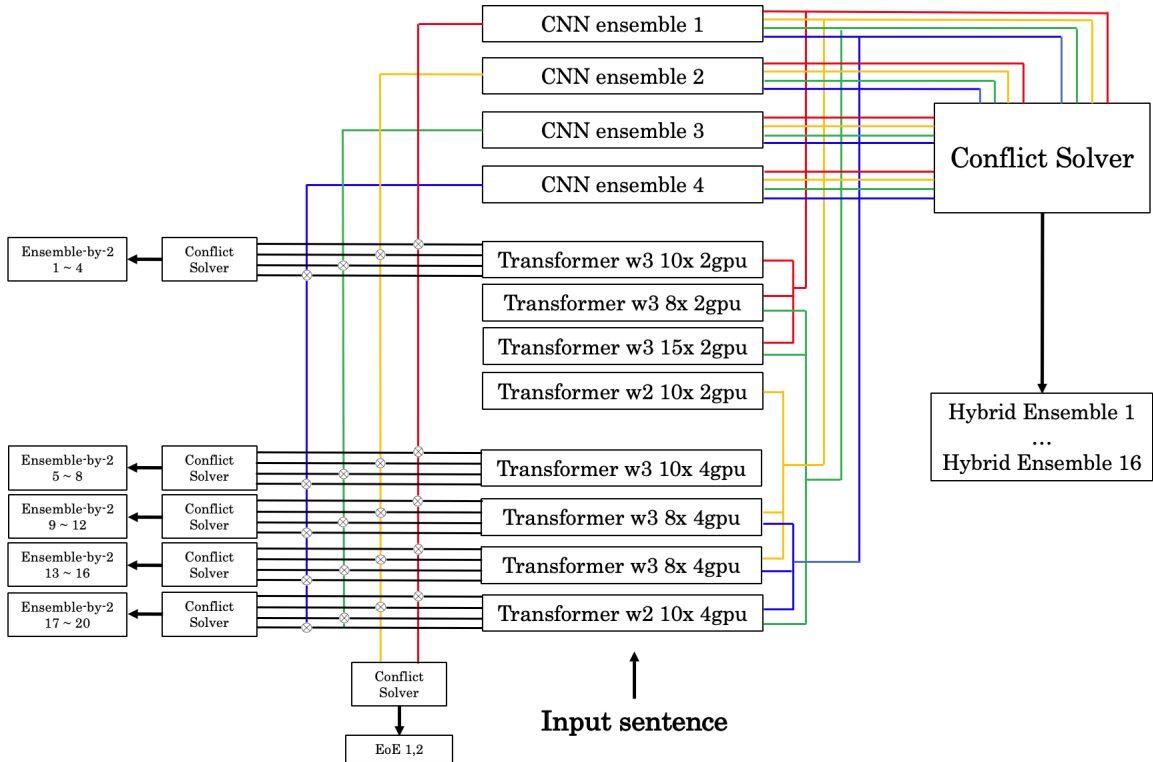 CNN ensemble 1
CNN ensemble 2
CNN ensemble 3
CNN ensemble 4
Conflict Solver
Ensemble-by-2
1 ~ 4
Conflict
Solver
Transformer w3 10x 2gpu
Transformer w3 8x 2gpu
Transformer w3 15x 2gpu
Transformer w2 10x 2gpu
Hybrid Ensemble 1
...
Hybrid Ensemble 16
Ensemble-by-2
5 ~ 8
Conflict
Solver
Transformer w3 10x 4gpu
Ensemble-by-2
9 ~ 12
Conflict
Solver
Transformer w3 8x 4gpu
Ensemble-by-2
13 ~ 16
Conflict
Solver
Transformer w3 8x 4gpu
Ensemble-by-2
17 ~ 20
Conflict
Solver
Transformer w2 10x 4gpu
Conflict
Solver
Input sentence
EoE 1,2